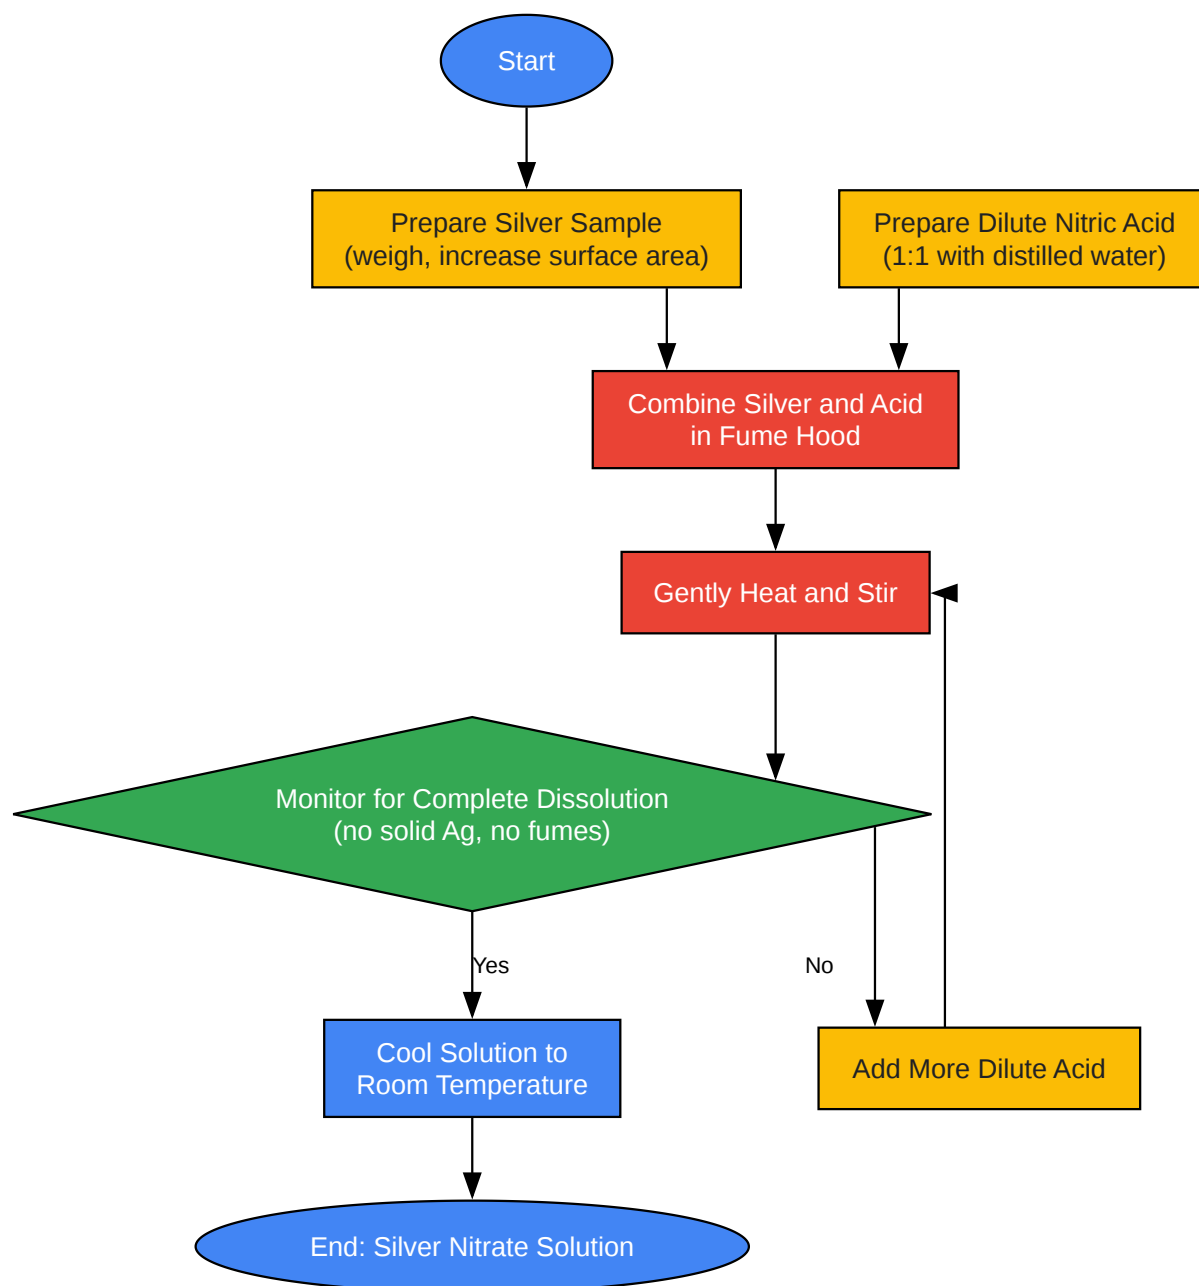 Start
Prepare Silver Sample
(weigh, increase surface area)
Prepare Dilute Nitric Acid
(1:1 with distilled water)
Combine Silver and Acid
in Fume Hood
Gently Heat and Stir
Monitor for Complete Dissolution
(no solid Ag, no fumes)
Yes
No
Cool Solution to
Room Temperature
Add More Dilute Acid
End: Silver Nitrate Solution